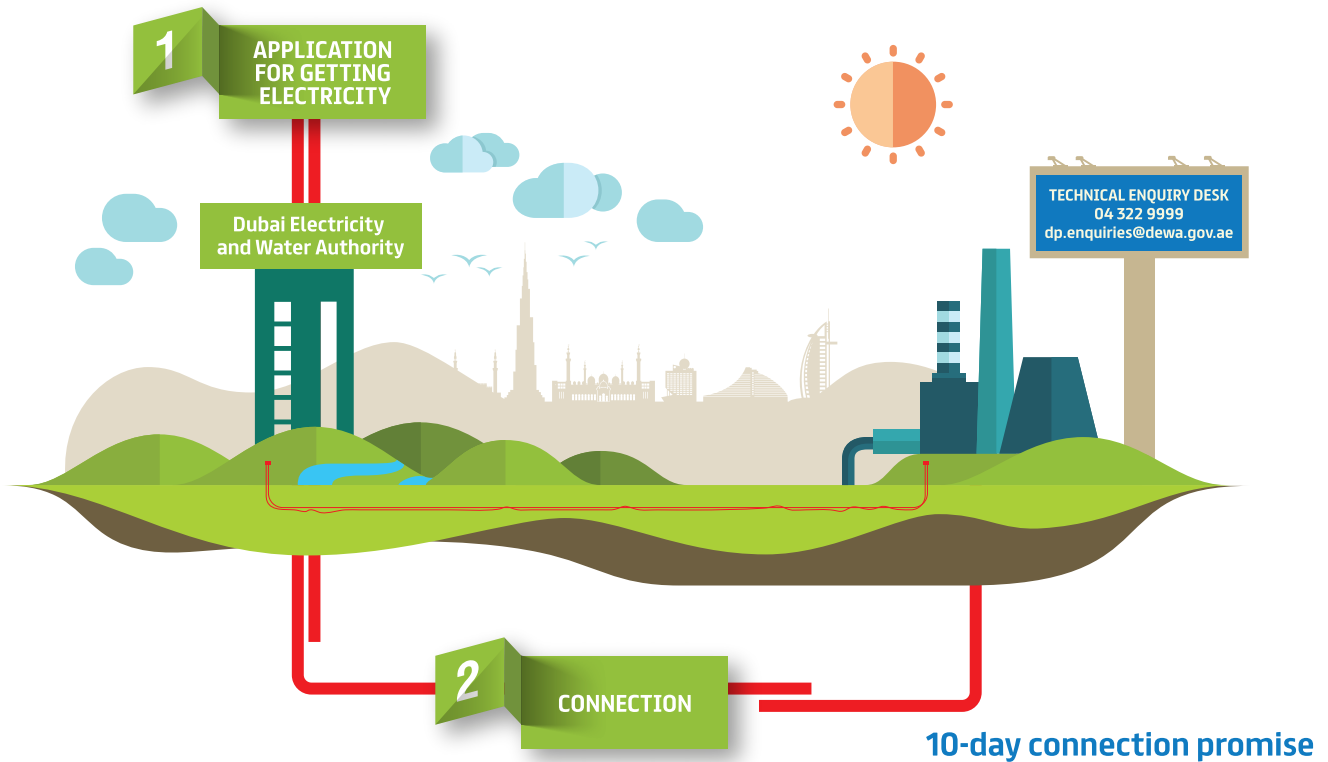 1
APPLICATION
FOR GETTING
ELECTRICITY
Dubai Electricity
and Water Authority
TECHNICAL ENQUIRY DESK
04 322 9999
dp.enquiries@dewa.gov.ae
2
CONNECTION
10-day connection promise